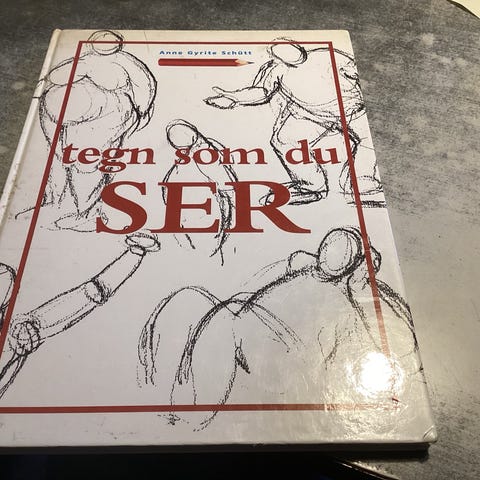 Anne Gyrite Schütt
tegn som du
SER